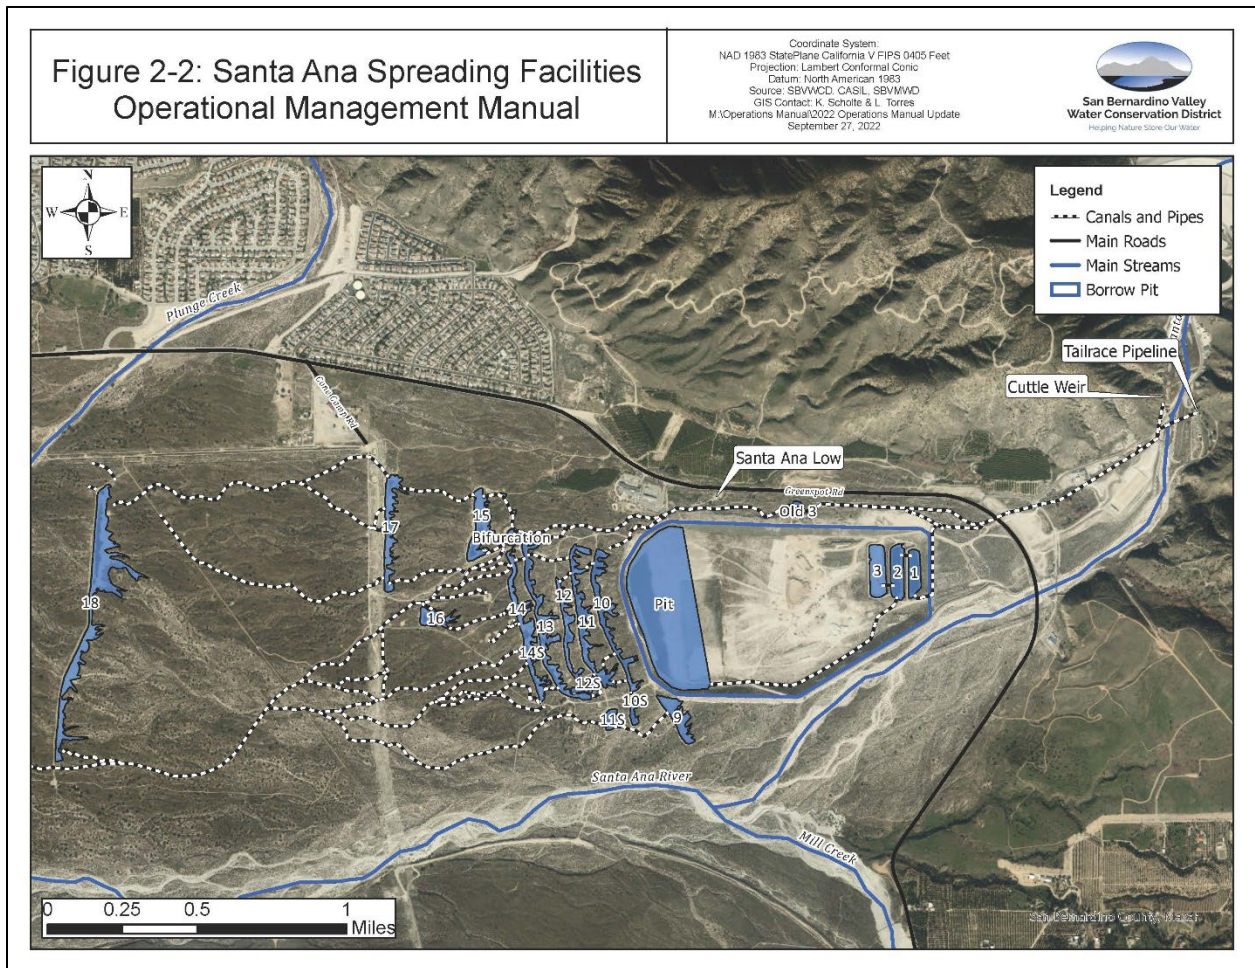 Figure 2-2: Santa Ana Spreading Facilities
Operational Management Manual
Coordinate System:
NAD 1983 StatePlane California V FIPS 0405 Feet
Projection: Lambert Conformal Conic
Datum: North American 1983
Source: SBVWCD, CASIL, SBVMWD
GIS Contact: K. Scholte & L. Torres
M:\Operations Manual\2022 Operations Manual Update
September 27, 2022
San Bernardino Valley
Water Conservation District
Helping Nature Store Our Water
N
W
E
S
Legend
Canals and Pipes
Main Roads
Main Streams
Borrow Pit
Plunge Creek
Cone Camp Rd
Tailrace Pipeline
Cuttle Weir
Santa Ana Low
Greenspot Rd
Old 3
15
17
Bifurcation
18
16
14
13
12
11
10
Pit
3
2
1
14S
12S
10S
11S
9
Santa Ana River
Mill Creek
0
0.25
0.5
1
Miles
San Bernardino County, Maxar